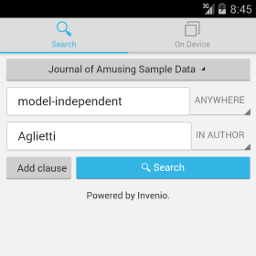 3G 8:45
Search
On Device
Journal of Amusing Sample Data
model-independent ANYWHERE
Aglietti IN AUTHOR
Add clause Search
Powered by Invenio.